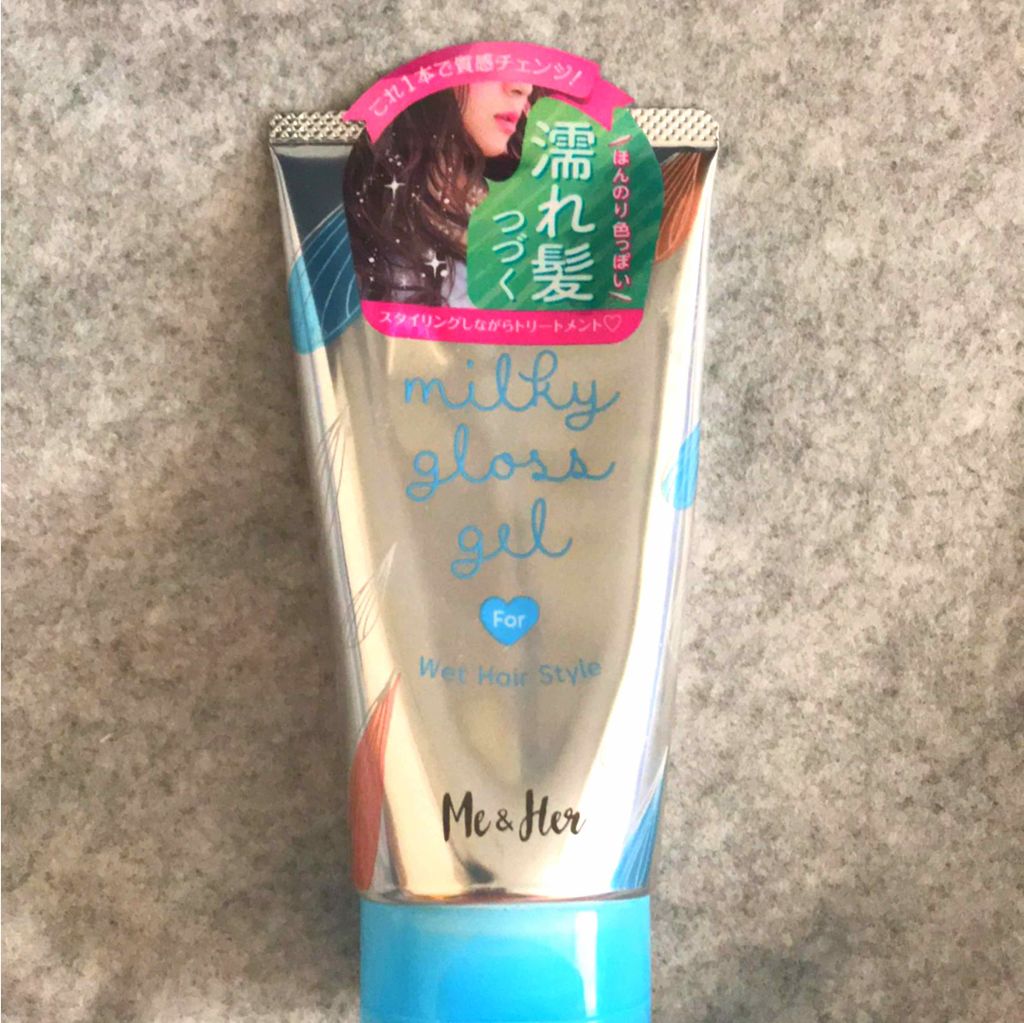 これ1本で質感チェンジ!
\ほんのり色っぽい/
濡れ髪
つづく
スタイリングしながらトリートメント♡
milky
gloss
gel
For
Wet Hair Style
Me & Her